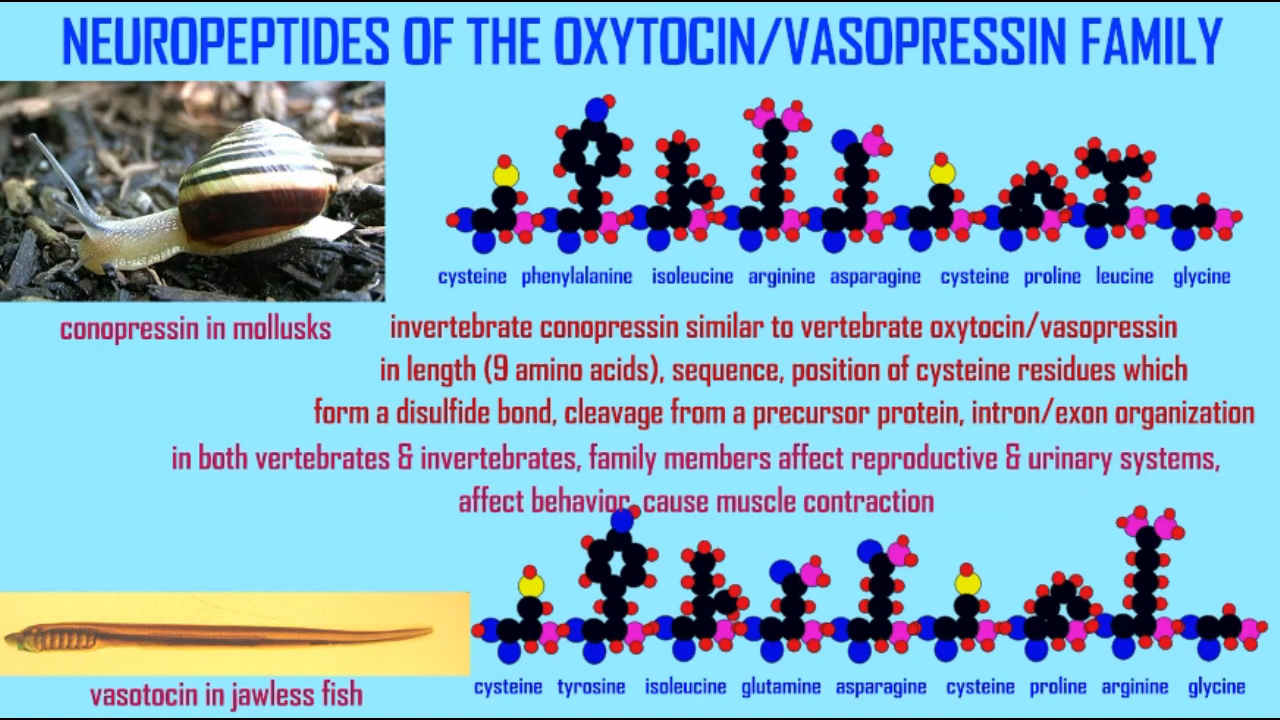 NEUROPEPTIDES OF THE OXYTOCIN/VASOPRESSIN FAMILY
cysteine phenylalanine isoleucine arginine asparagine cysteine proline leucine glycine
conopressin in mollusks
invertebrate conopressin similar to vertebrate oxytocin/vasopressin
in length (9 amino acids), sequence, position of cysteine residues which
form a disulfide bond, cleavage from a precursor protein, intron/exon organization
in both vertebrates & invertebrates, family members affect reproductive & urinary systems,
affect behavior, cause muscle contraction
cysteine tyrosine isoleucine glutamine asparagine cysteine proline arginine glycine
vasotocin in jawless fish